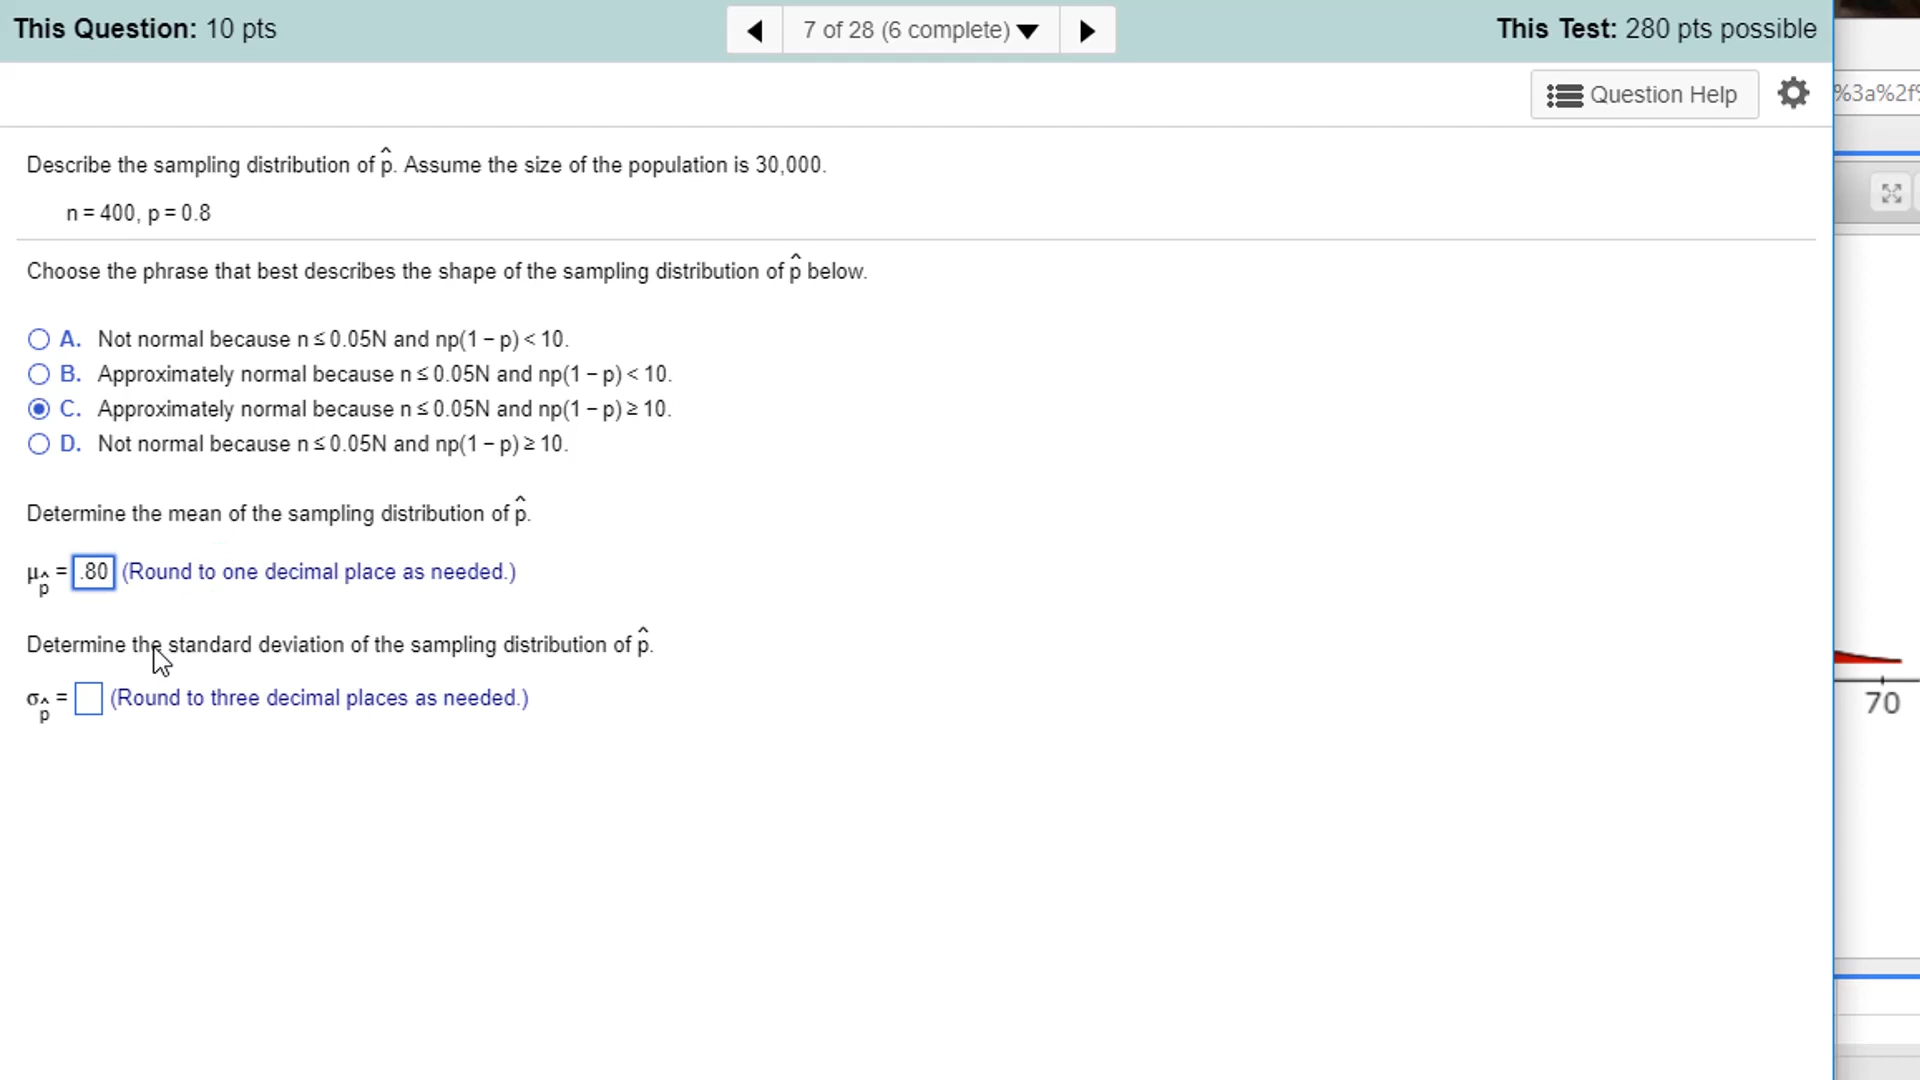 This Question: 10 pts
7 of 28 (6 complete)
This Test: 280 pts possible
Question Help
%3a%2f%
Describe the sampling distribution of p̂. Assume the size of the population is 30,000.
n = 400, p = 0.8
Choose the phrase that best describes the shape of the sampling distribution of p̂ below.
A. Not normal because n ≤ 0.05N and np(1 − p) < 10.
B. Approximately normal because n ≤ 0.05N and np(1 − p) < 10.
C. Approximately normal because n ≤ 0.05N and np(1 − p) ≥ 10.
D. Not normal because n ≤ 0.05N and np(1 − p) ≥ 10.
Determine the mean of the sampling distribution of p̂.
μp̂ = .80 (Round to one decimal place as needed.)
Determine the standard deviation of the sampling distribution of p̂.
σp̂ = (Round to three decimal places as needed.)
70